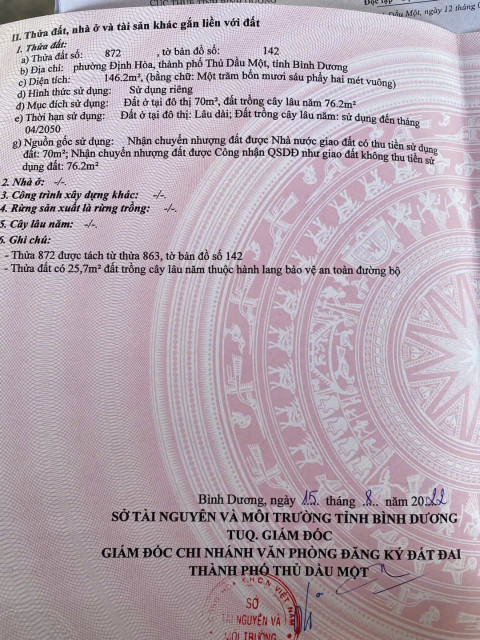 II. Thửa đất, nhà ở và tài sản khác gắn liền với đất
1. Thửa đất:
a) Thửa đất số: 872 , tờ bản đồ số: 142
b) Địa chỉ: phường Định Hòa, thành phố Thủ Dầu Một, tỉnh Bình Dương
c) Diện tích: 146.2m², (bằng chữ: Một trăm bốn mươi sáu phẩy hai mét vuông)
d) Hình thức sử dụng: Sử dụng riêng
đ) Mục đích sử dụng: Đất ở tại đô thị 70m², đất trồng cây lâu năm 76.2m²
e) Thời hạn sử dụng: Đất ở tại đô thị: Lâu dài; Đất trồng cây lâu năm: sử dụng đến tháng
04/2050
g) Nguồn gốc sử dụng: Nhận chuyển nhượng đất được Nhà nước giao đất có thu tiền sử dụng
đất: 70m²; Nhận chuyển nhượng đất được Công nhận QSDĐ như giao đất không thu tiền sử
dụng đất: 76.2m²
2. Nhà ở: -/-.
3. Công trình xây dựng khác: -/-.
4. Rừng sản xuất là rừng trồng: -/-.
5. Cây lâu năm: -/-.
6. Ghi chú:
- Thửa 872 được tách từ thửa 863, tờ bản đồ số 142
- Thửa đất có 25,7m² đất trồng cây lâu năm thuộc hành lang bảo vệ an toàn đường bộ
Bình Dương, ngày 15 tháng 8 năm 2022
SỞ TÀI NGUYÊN VÀ MÔI TRƯỜNG TỈNH BÌNH DƯƠNG
TUQ. GIÁM ĐỐC
GIÁM ĐỐC CHI NHÁNH VĂN PHÒNG ĐĂNG KÝ ĐẤT ĐAI
THÀNH PHỐ THỦ DẦU MỘT
SỞ
TÀI NGUYÊN VÀ
MÔI TRƯỜNG